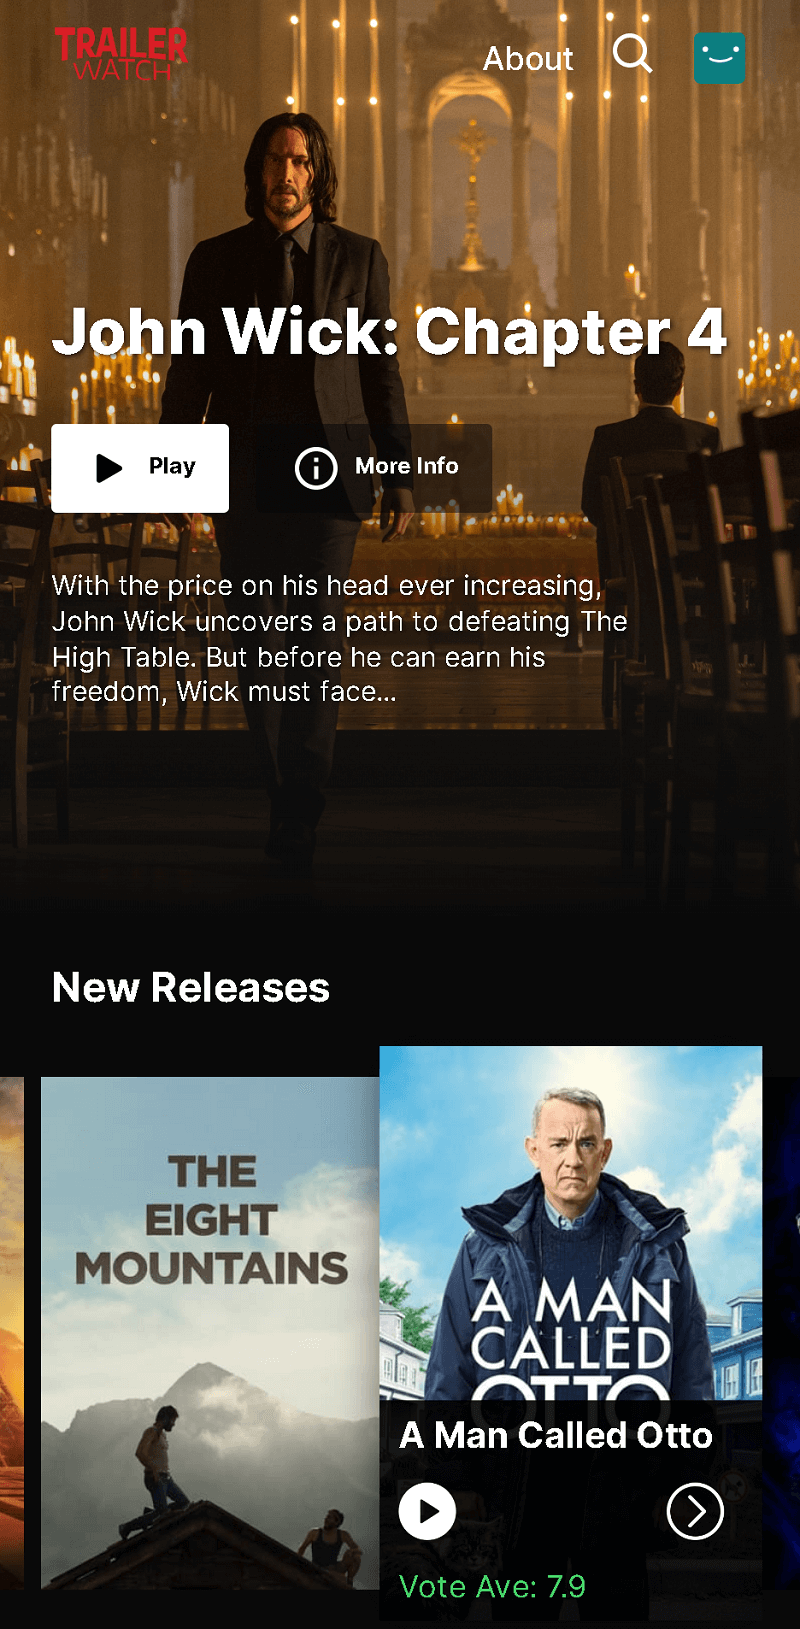 TRAILER
WATCH
About
John Wick: Chapter 4
Play
More Info
With the price on his head ever increasing,
John Wick uncovers a path to defeating The
High Table. But before he can earn his
freedom, Wick must face...
New Releases
THE
EIGHT
MOUNTAINS
A MAN
CALLED
OTTO
A Man Called Otto
Vote Ave: 7.9